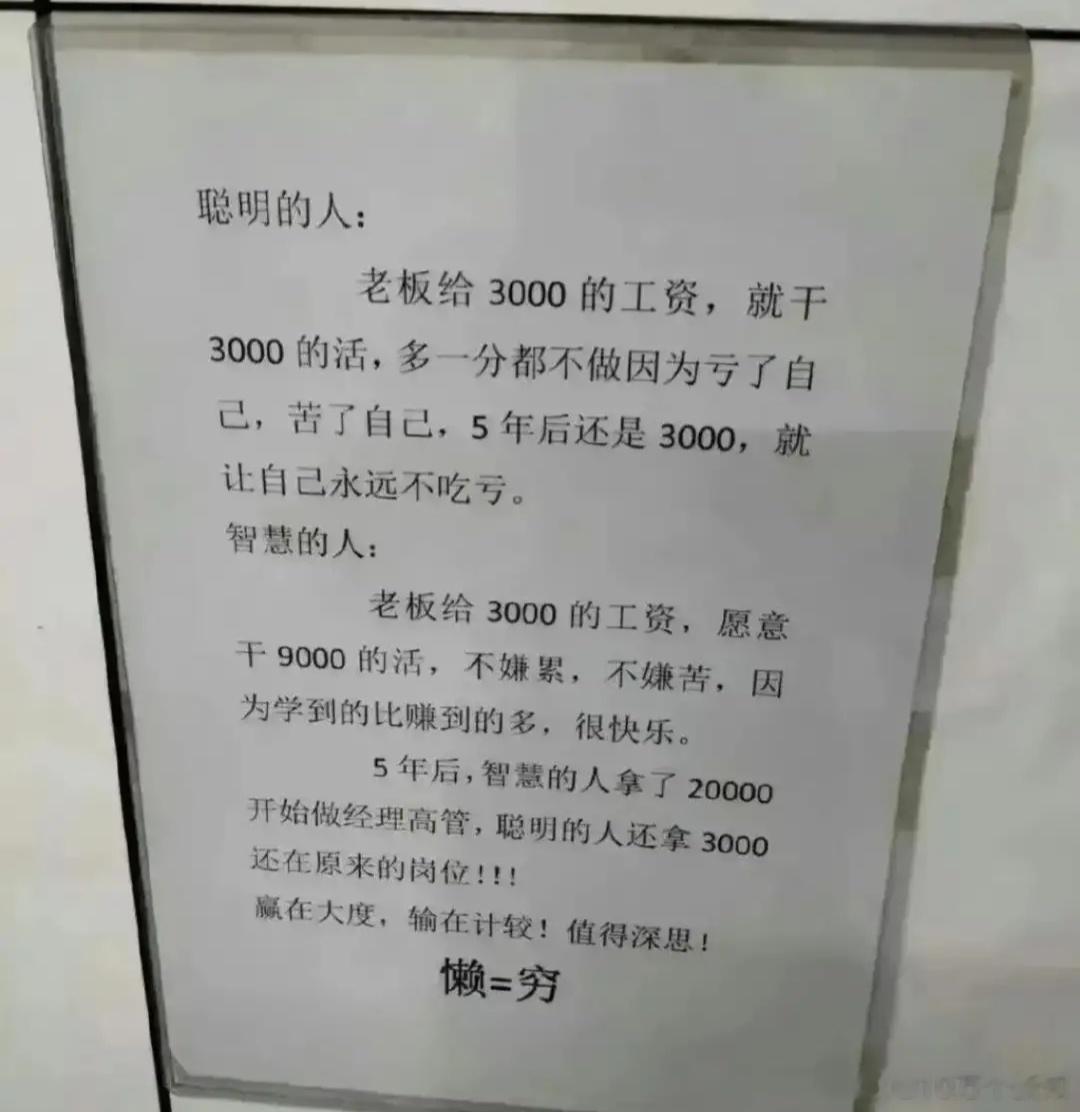 聪明的人：
老板给 3000 的工资，就干
3000 的活，多一分都不做因为亏了自
己，苦了自己，5 年后还是 3000，就
让自己永远不吃亏。
智慧的人：
老板给 3000 的工资，愿意
干 9000 的活，不嫌累，不嫌苦，因
为学到的比赚到的多，很快乐。
5 年后，智慧的人拿了 20000
开始做经理高管，聪明的人还拿 3000
还在原来的岗位!!!
赢在大度，输在计较！值得深思！
懒=穷